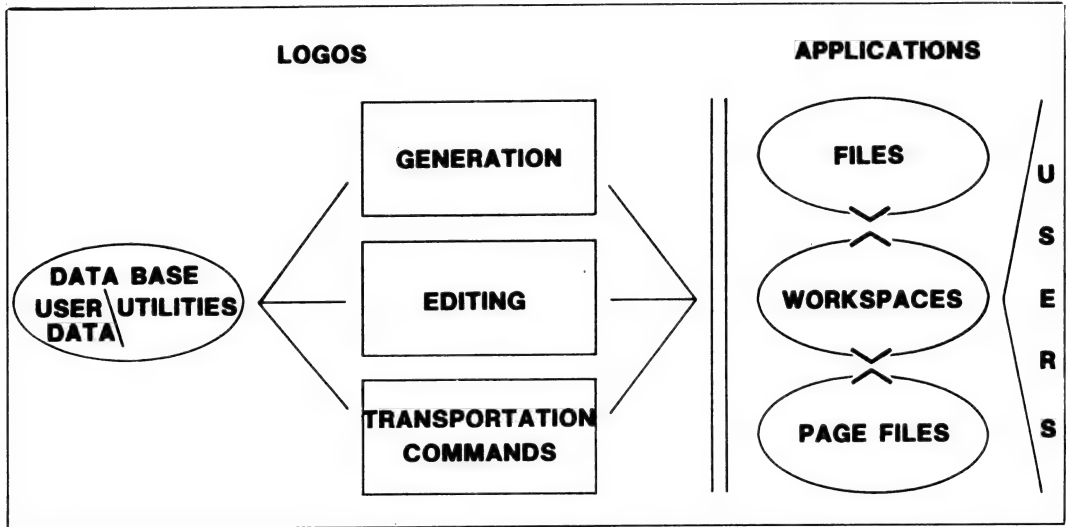 LOGOS
APPLICATIONS
DATA BASE
USER UTILITIES
DATA
GENERATION
EDITING
TRANSPORTATION
COMMANDS
FILES
WORKSPACES
PAGE FILES
U
S
E
R
S